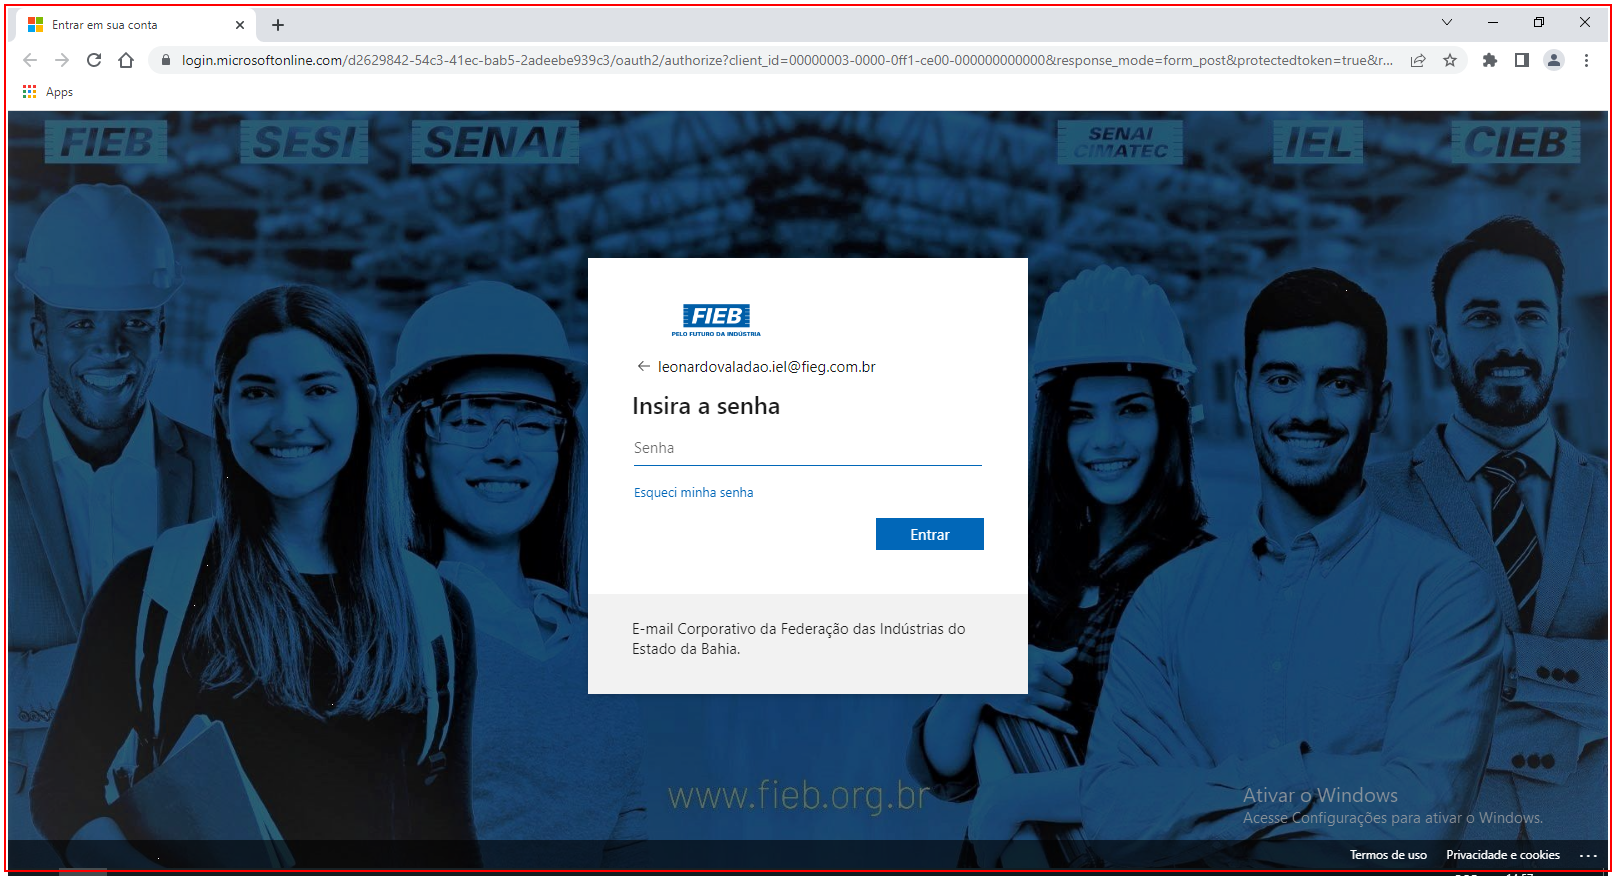 Entrar em sua conta
login.microsoftonline.com/d2629842-54c3-41ec-bab5-2adeebe939c3/oauth2/authorize?client_id=00000003-0000-0ff1-ce00-000000000000&response_mode=form_post&protectedtoken=true&r...
Apps
FIEB
SESI
SENAI
SENAI
CIMATEC
IEL
CIEB
FIEB
PELO FUTURO DA INDÚSTRIA
leonardovaladao.iel@fieg.com.br
Insira a senha
Senha
Esqueci minha senha
Entrar
E-mail Corporativo da Federação das Indústrias do
Estado da Bahia.
www.fieb.org.br
Ativar o Windows
Acesse Configurações para ativar o Windows.
Termos de uso
Privacidade e cookies
...